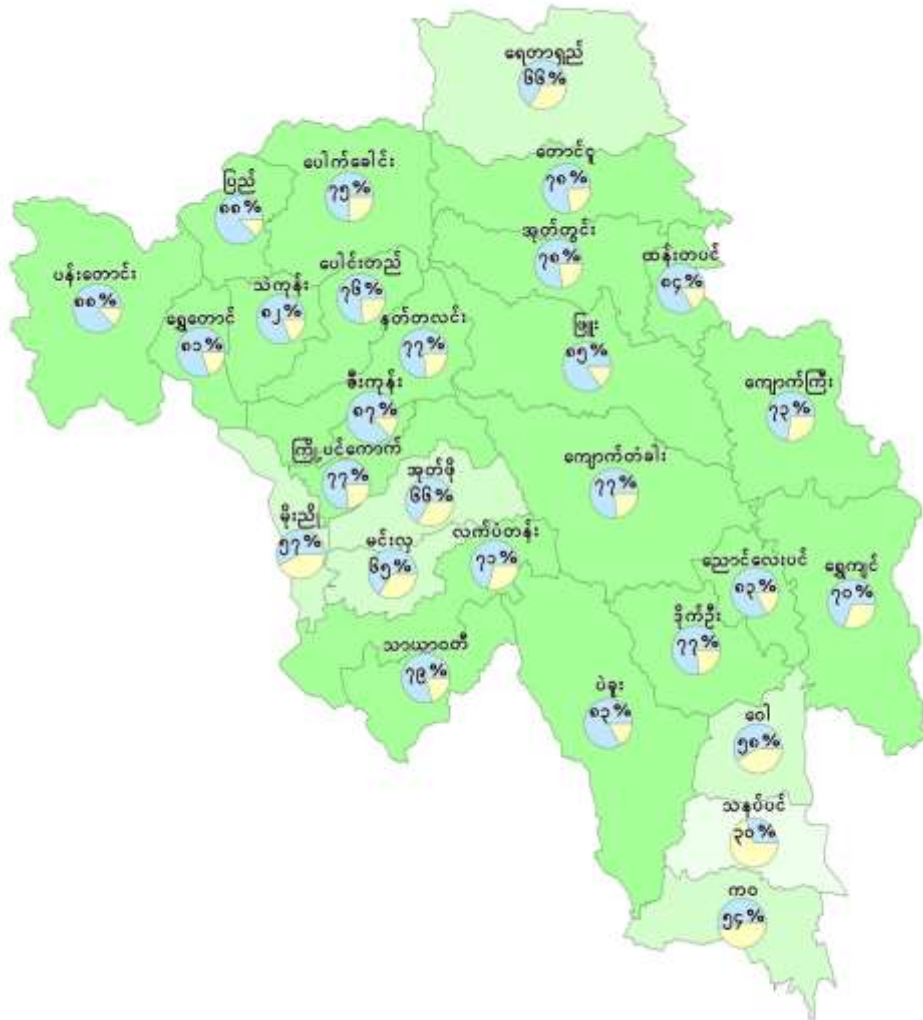 ရေတာရှည်
၆၆%
တောင်ငူ
၇၈%
ပေါက်ခေါင်း
၇၅%
ပြည်
၈၈%
အုတ်တွင်း
၇၈%
ထန်းတပင်
၈၄%
ပန်းတောင်း
၈၈%
ပေါင်းတည်
၇၆%
သဲကုန်း
၈၂%
ရွှေတောင်
၈၁%
နတ်တလင်း
၇၇%
ဖြူး
၈၅%
ကျောက်ကြီး
၇၃%
ဇီးကုန်း
၈၇%
ကြို့ပင်ကောက်
၇၇%
အုတ်ဖို
၆၆%
ကျောက်တံခါး
၇၇%
မိုးညို
၅၇%
မင်းလှ
၆၅%
လက်ပံတန်း
၇၁%
ညောင်လေးပင်
၈၃%
ရွှေကျင်
၇၀%
ဒိုက်ဦး
၇၇%
သာယာဝတီ
၇၉%
ပဲခူး
၈၃%
ဝေါ
၅၈%
သနပ်ပင်
၃၀%
ကဝ
၅၄%